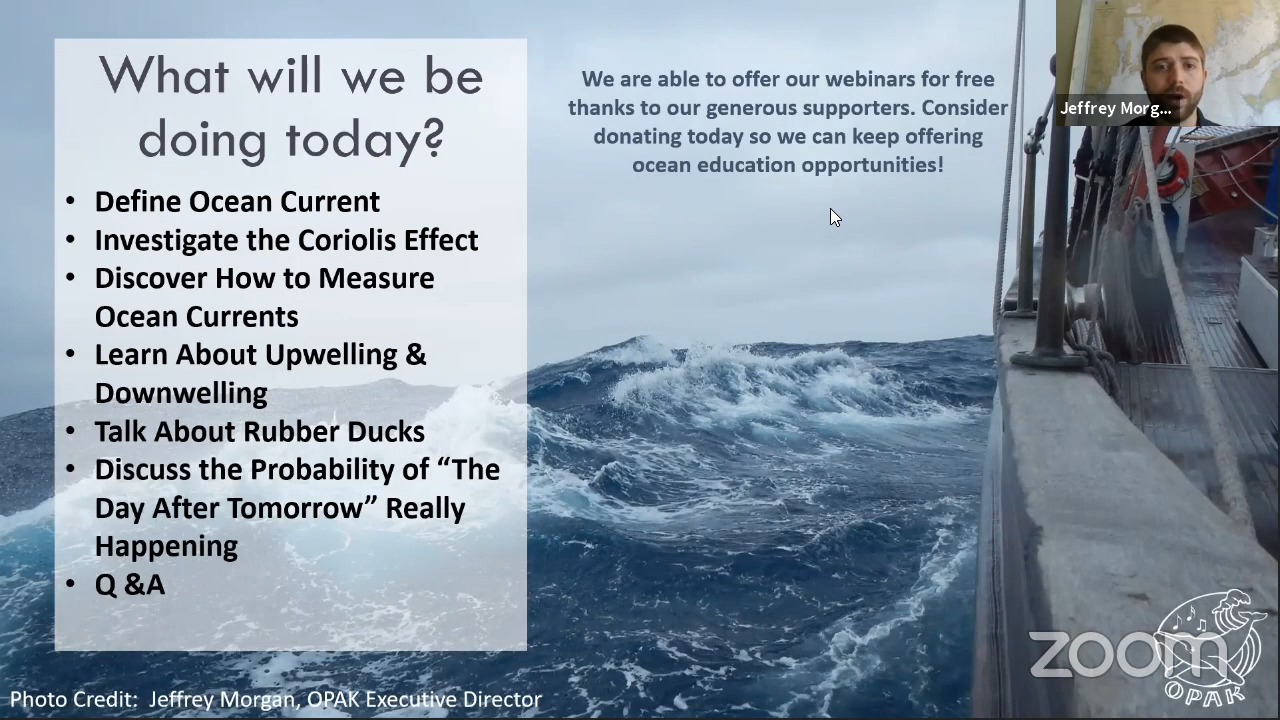 What will we be
doing today?
• Define Ocean Current
• Investigate the Coriolis Effect
• Discover How to Measure
Ocean Currents
• Learn About Upwelling &
Downwelling
• Talk About Rubber Ducks
• Discuss the Probability of “The
Day After Tomorrow” Really
Happening
• Q &A
We are able to offer our webinars for free
thanks to our generous supporters. Consider
donating today so we can keep offering
ocean education opportunities!
Jeffrey Morg...
zoom
OPAK
Photo Credit:  Jeffrey Morgan, OPAK Executive Director